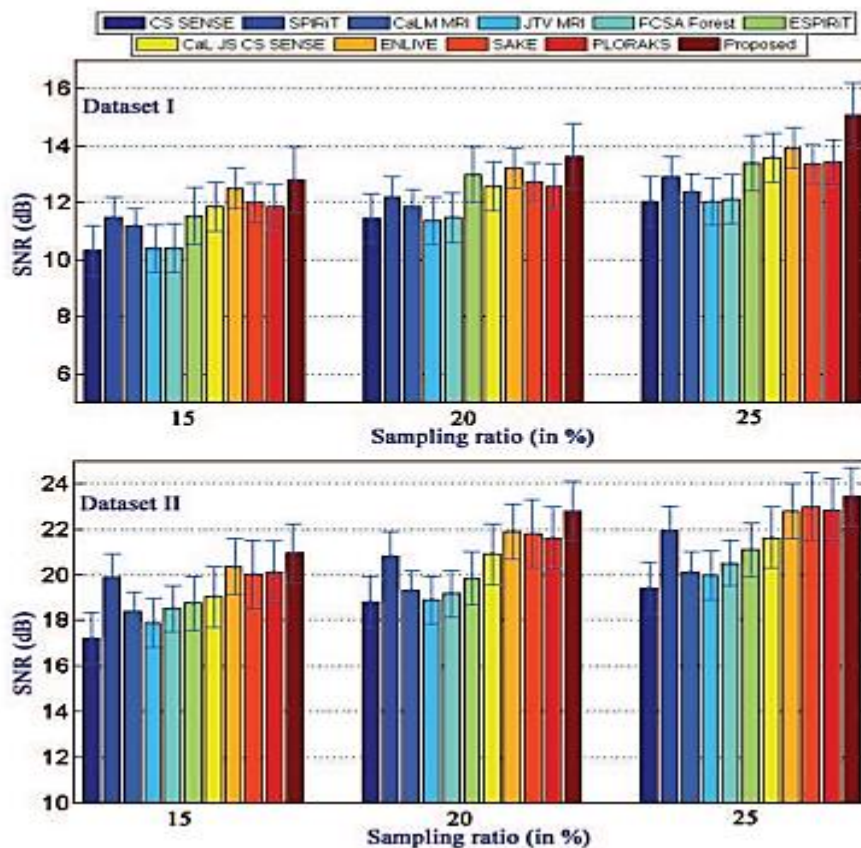 CS SENSE SPIRiT CaLM MRI JTV MRI FCSA Forest ESPIRiT
CaL JS CS SENSE ENLIVE SAKE PLORAKS Proposed
Dataset I
SNR (dB)
16
14
12
10
8
6
15 20 25
Sampling ratio (in %)
Dataset II
SNR (dB)
24
22
20
18
16
14
12
10
15 20 25
Sampling ratio (in %)